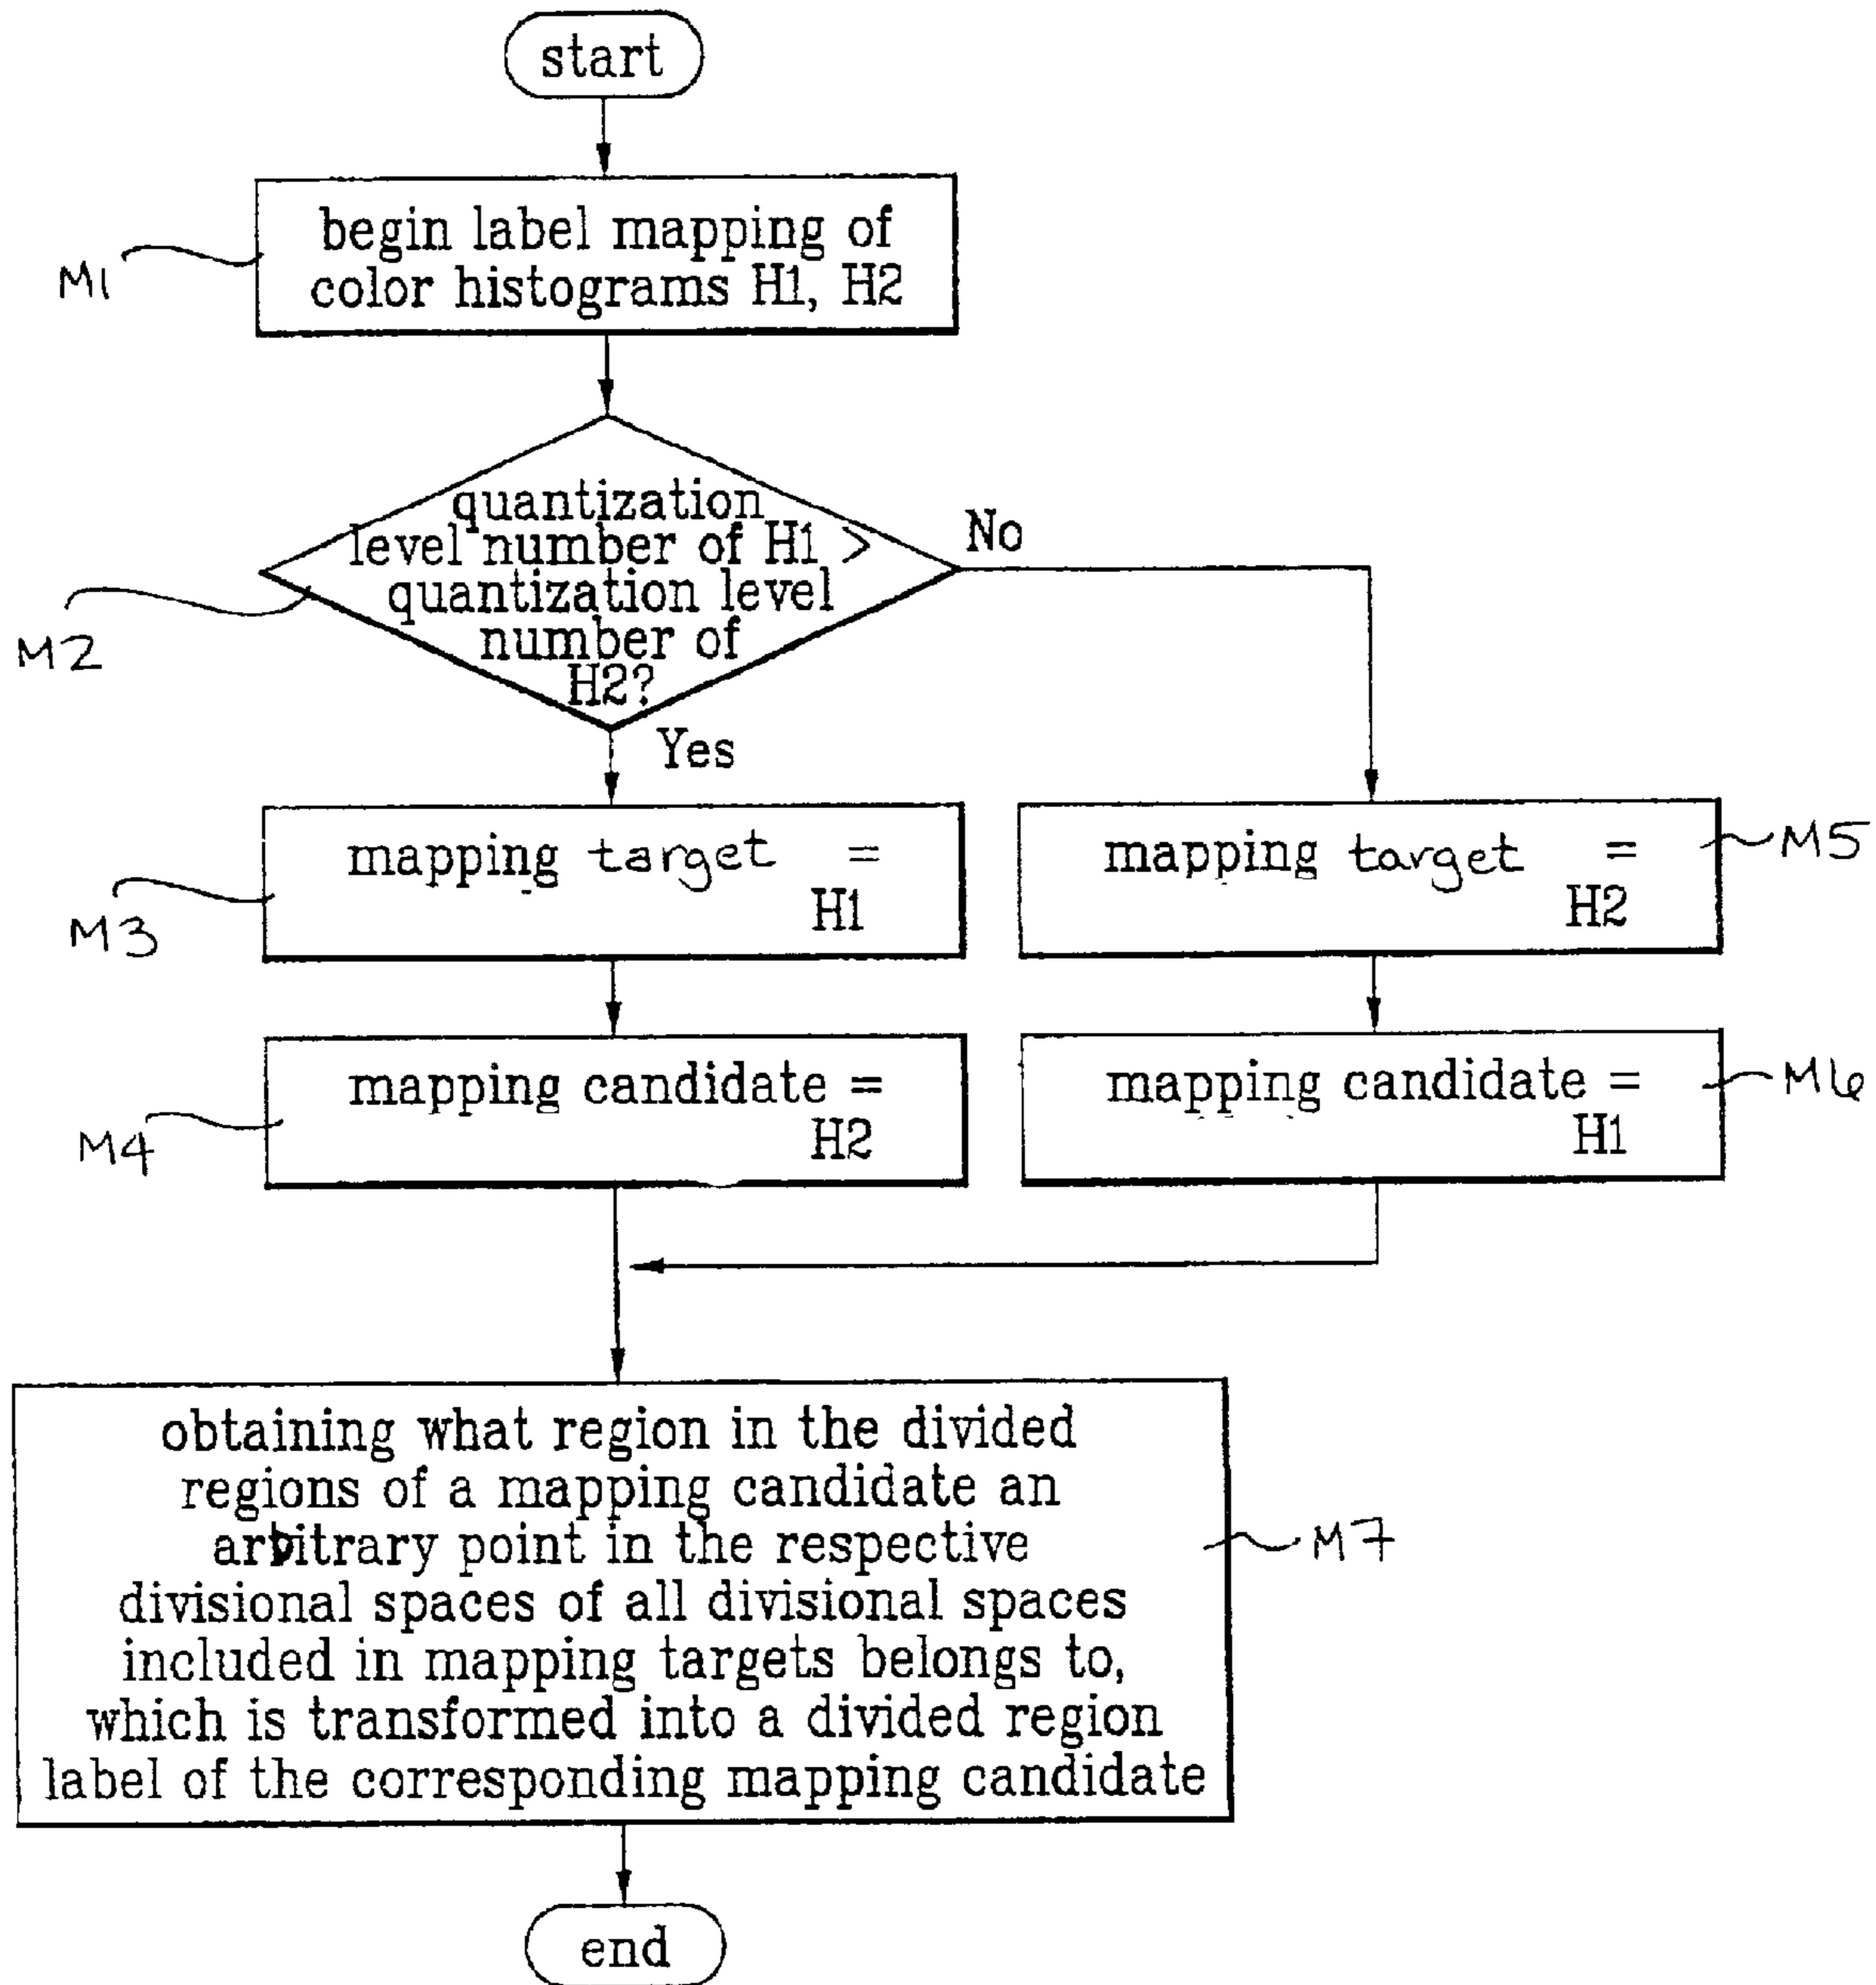 start
M1
begin label mapping of
color histograms H1, H2
M2
quantization
level number of H1 >
quantization level
number of
H2?
No
Yes
M3
mapping target =
H1
mapping target =
H2
M5
M4
mapping candidate =
H2
mapping candidate =
H1
M6
obtaining what region in the divided
regions of a mapping candidate an
arbitrary point in the respective
divisional spaces of all divisional spaces
included in mapping targets belongs to,
which is transformed into a divided region
label of the corresponding mapping candidate
M7
end